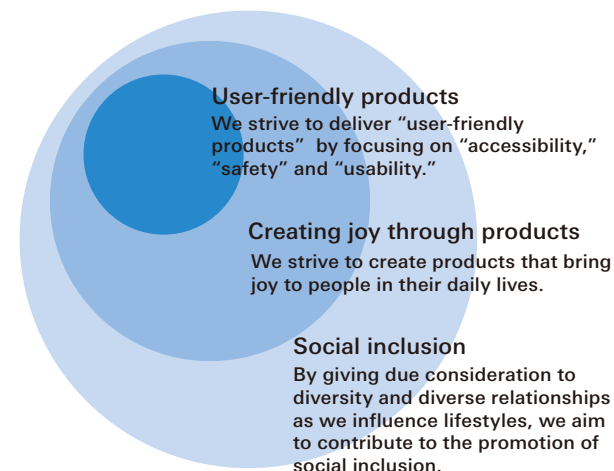 User-friendly products
We strive to deliver “user-friendly
products”  by focusing on “accessibility,”
“safety” and “usability.”
Creating joy through products
We strive to create products that bring
joy to people in their daily lives.
Social inclusion
By giving due consideration to
diversity and diverse relationships
as we influence lifestyles, we aim
to contribute to the promotion of
social inclusion.